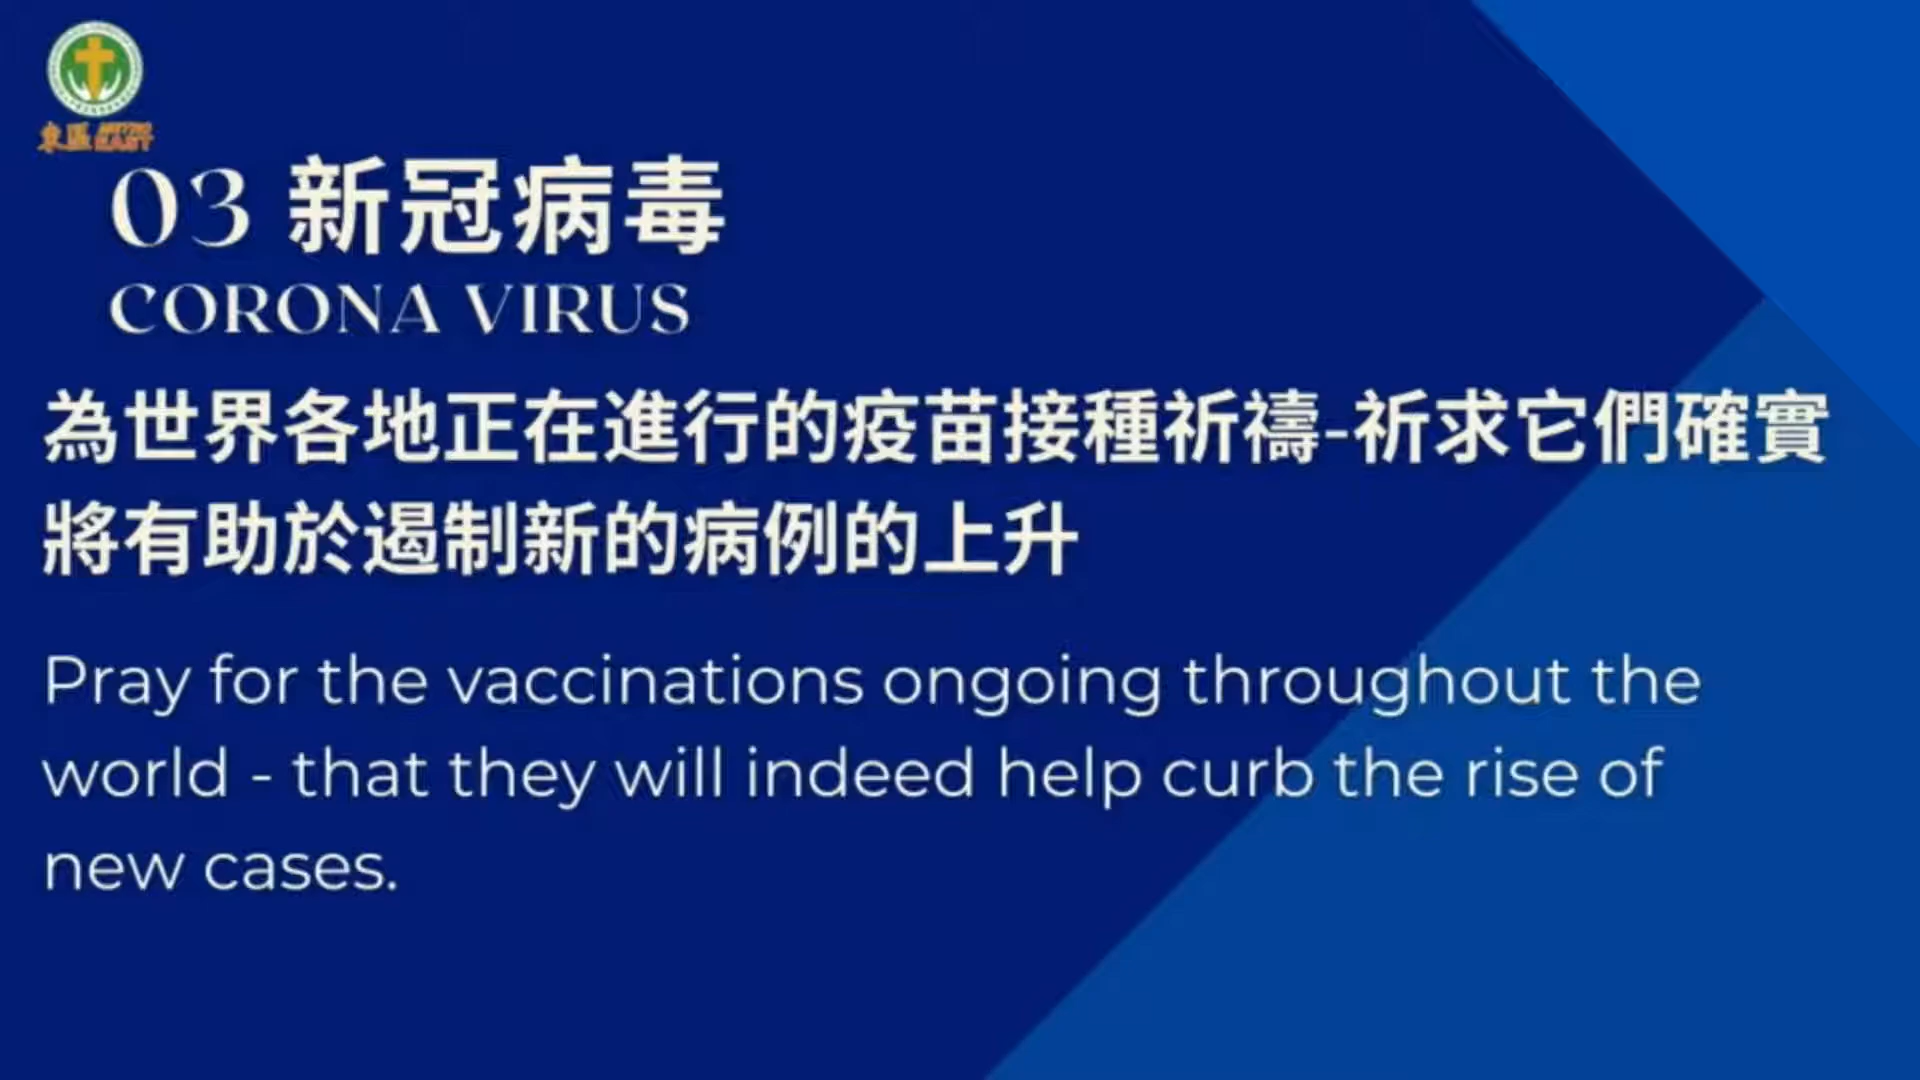 東區 EAST
03 新冠病毒
CORONA VIRUS
為世界各地正在進行的疫苗接種祈禱-祈求它們確實
將有助於遏制新的病例的上升
Pray for the vaccinations ongoing throughout the
world - that they will indeed help curb the rise of
new cases.